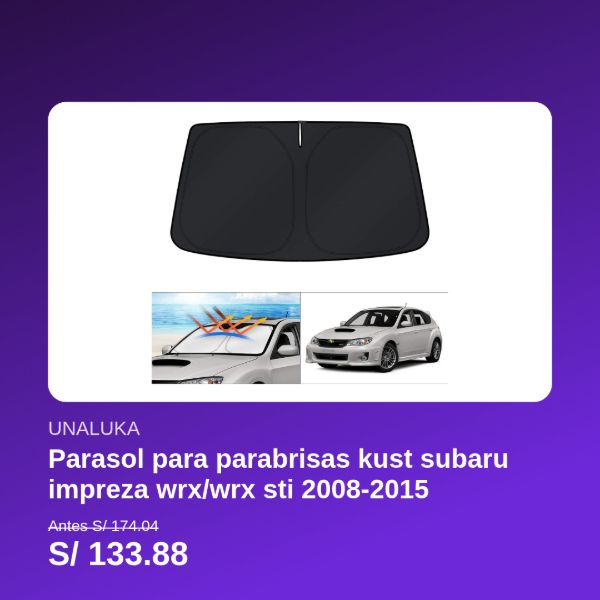 UNALUKA
Parasol para parabrisas kust subaru
impreza wrx/wrx sti 2008-2015
Antes S/ 174.04
S/ 133.88